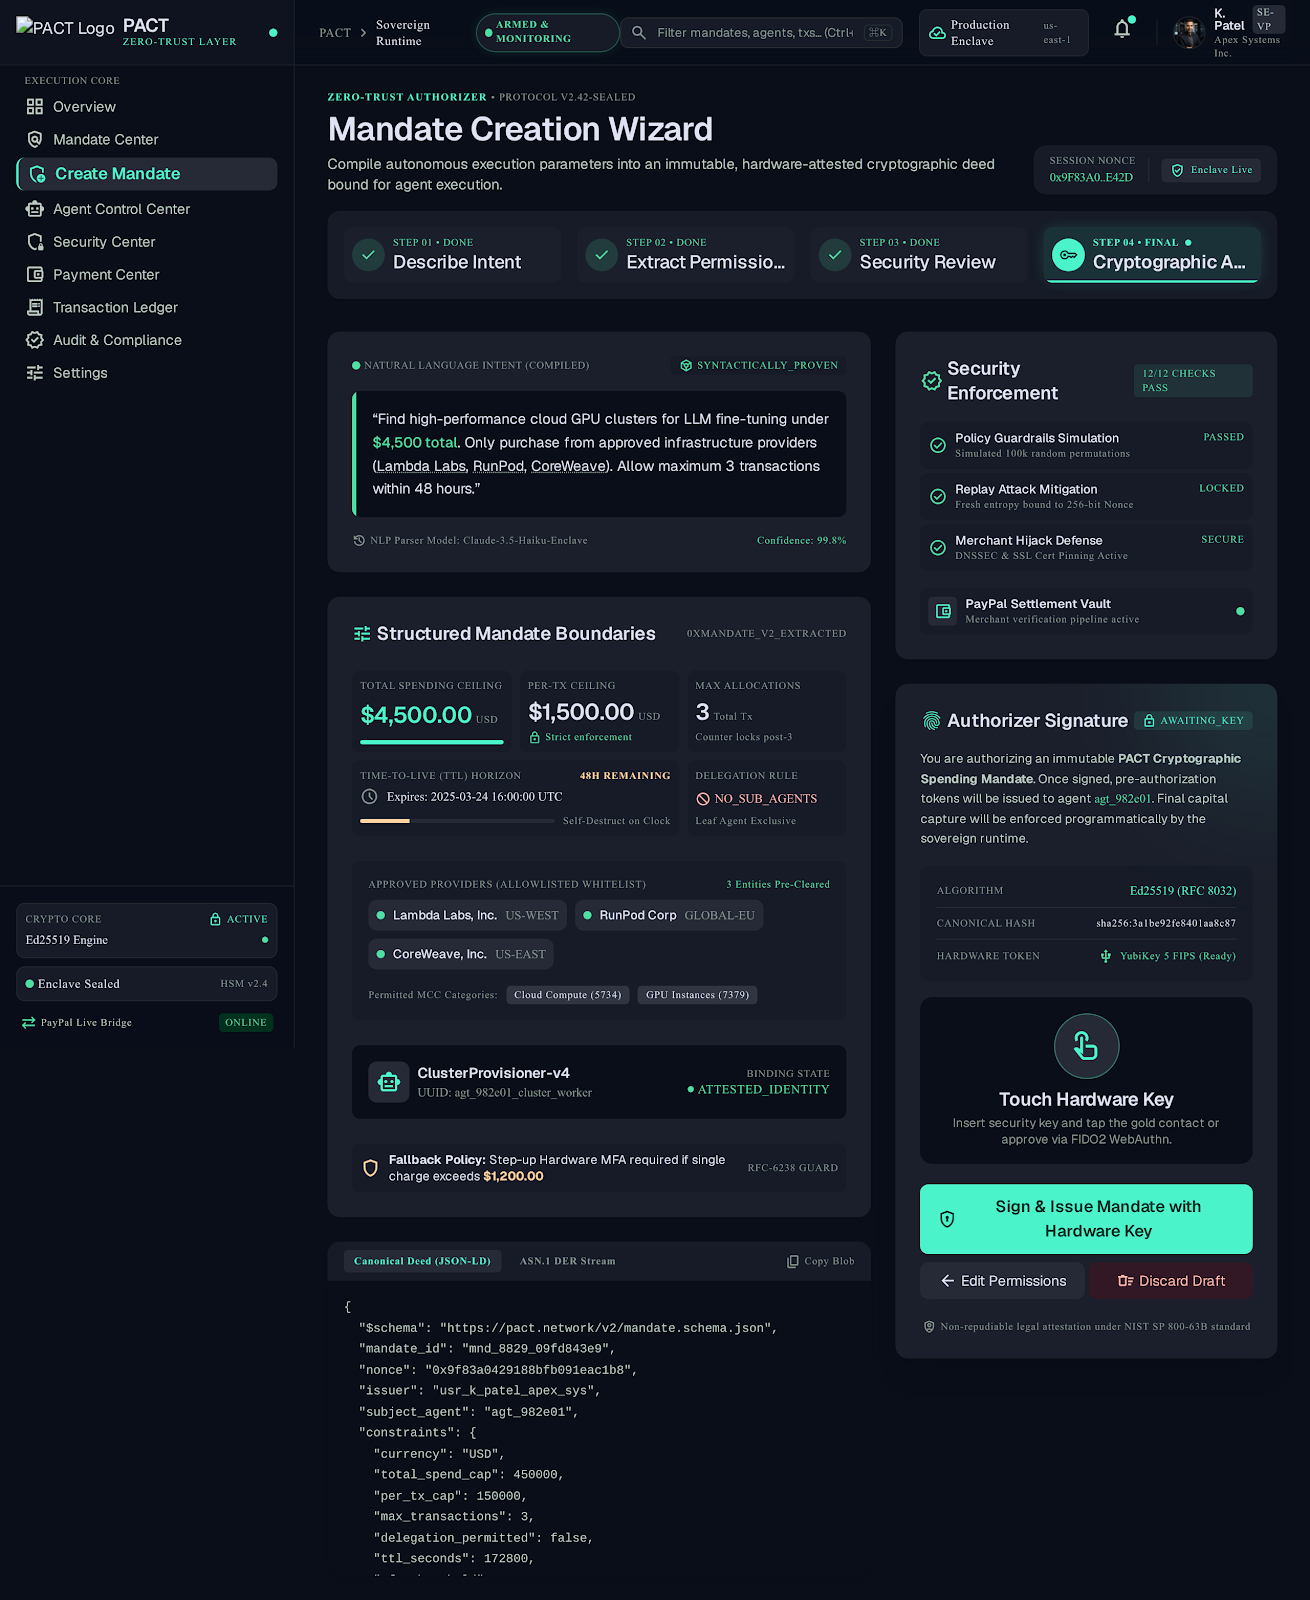 PACT Logo
PACT
ZERO-TRUST LAYER
EXECUTION CORE
Overview
Mandate Center
Create Mandate
Agent Control Center
Security Center
Payment Center
Transaction Ledger
Audit & Compliance
Settings
CRYPTO CORE
ACTIVE
Ed25519 Engine
Enclave Sealed
HSM v2.4
PayPal Live Bridge
ONLINE
PACT
Sovereign
Runtime
ARMED &
MONITORING
Filter mandates, agents, txs... (Ctrl+
⌘K
Production
Enclave
us-
east-1
K.
Patel
SE-
VP
Apex Systems
Inc.
ZERO-TRUST AUTHORIZER • PROTOCOL V2.42-SEALED
Mandate Creation Wizard
Compile autonomous execution parameters into an immutable, hardware-attested cryptographic deed
bound for agent execution.
SESSION NONCE
0x9F83A0..E42D
Enclave Live
STEP 01 • DONE
Describe Intent
STEP 02 • DONE
Extract Permissio...
STEP 03 • DONE
Security Review
STEP 04 • FINAL
Cryptographic A...
NATURAL LANGUAGE INTENT (COMPILED)
SYNTACTICALLY_PROVEN
“Find high-performance cloud GPU clusters for LLM fine-tuning under
$4,500 total. Only purchase from approved infrastructure providers
(Lambda Labs, RunPod, CoreWeave). Allow maximum 3 transactions
within 48 hours.”
NLP Parser Model: Claude-3.5-Haiku-Enclave
Confidence: 99.8%
Structured Mandate Boundaries
0XMANDATE_V2_EXTRACTED
TOTAL SPENDING CEILING
$4,500.00 USD
PER-TX CEILING
$1,500.00 USD
Strict enforcement
MAX ALLOCATIONS
3 Total Tx
Counter locks post-3
TIME-TO-LIVE (TTL) HORIZON
48H REMAINING
Expires: 2025-03-24 16:00:00 UTC
Self-Destruct on Clock
DELEGATION RULE
NO_SUB_AGENTS
Leaf Agent Exclusive
APPROVED PROVIDERS (ALLOWLISTED WHITELIST)
3 Entities Pre-Cleared
Lambda Labs, Inc. US-WEST
RunPod Corp GLOBAL-EU
CoreWeave, Inc. US-EAST
Permitted MCC Categories:
Cloud Compute (5734)
GPU Instances (7379)
ClusterProvisioner-v4
UUID: agt_982e01_cluster_worker
BINDING STATE
ATTESTED_IDENTITY
Fallback Policy: Step-up Hardware MFA required if single
charge exceeds $1,200.00
RFC-6238 GUARD
Canonical Deed (JSON-LD)
ASN.1 DER Stream
Copy Blob
{
"$schema": "https://pact.network/v2/mandate.schema.json",
"mandate_id": "mnd_8829_09fd843e9",
"nonce": "0x9f83a0429188bfb091eac1b8",
"issuer": "usr_k_patel_apex_sys",
"subject_agent": "agt_982e01",
"constraints": {
"currency": "USD",
"total_spend_cap": 450000,
"per_tx_cap": 150000,
"max_transactions": 3,
"delegation_permitted": false,
"ttl_seconds": 172800,
Security
Enforcement
12/12 CHECKS
PASS
Policy Guardrails Simulation
Simulated 100k random permutations
PASSED
Replay Attack Mitigation
Fresh entropy bound to 256-bit Nonce
LOCKED
Merchant Hijack Defense
DNSSEC & SSL Cert Pinning Active
SECURE
PayPal Settlement Vault
Merchant verification pipeline active
Authorizer Signature
AWAITING_KEY
You are authorizing an immutable PACT Cryptographic
Spending Mandate. Once signed, pre-authorization
tokens will be issued to agent agt_982e01. Final capital
capture will be enforced programmatically by the
sovereign runtime.
ALGORITHM
Ed25519 (RFC 8032)
CANONICAL HASH
sha256:3a1be92fe8401aa8c87
HARDWARE TOKEN
YubiKey 5 FIPS (Ready)
Touch Hardware Key
Insert security key and tap the gold contact or
approve via FIDO2 WebAuthn.
Sign & Issue Mandate with
Hardware Key
Edit Permissions
Discard Draft
Non-repudiable legal attestation under NIST SP 800-63B standard